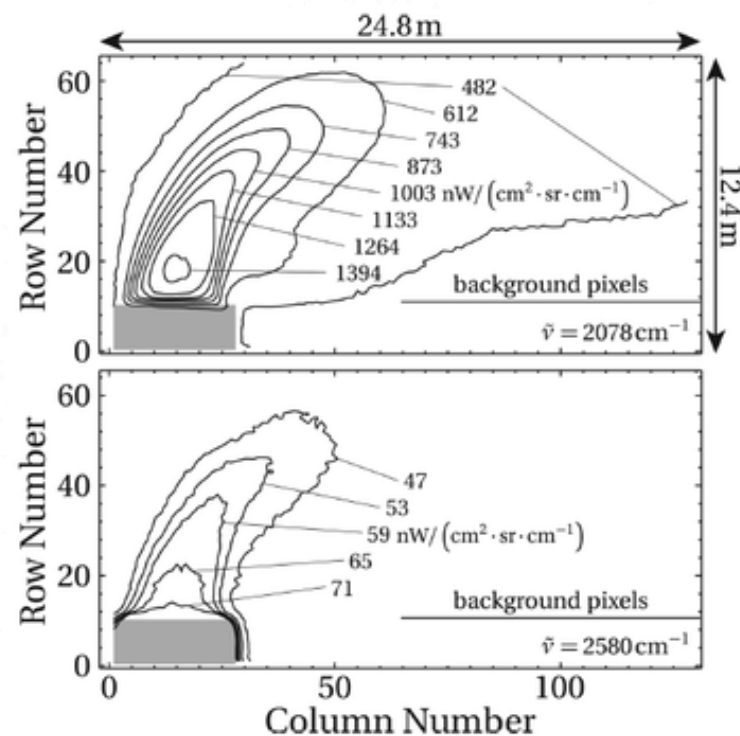 24.8 m
60
40
20
0
Row Number
482
612
743
873
1003 nW/(cm²·sr·cm⁻¹)
1133
1264
1394
background pixels
ṽ = 2078 cm⁻¹
12.4 m
60
40
20
0
Row Number
47
53
59 nW/(cm²·sr·cm⁻¹)
65
71
background pixels
ṽ = 2580 cm⁻¹
0 50 100
Column Number